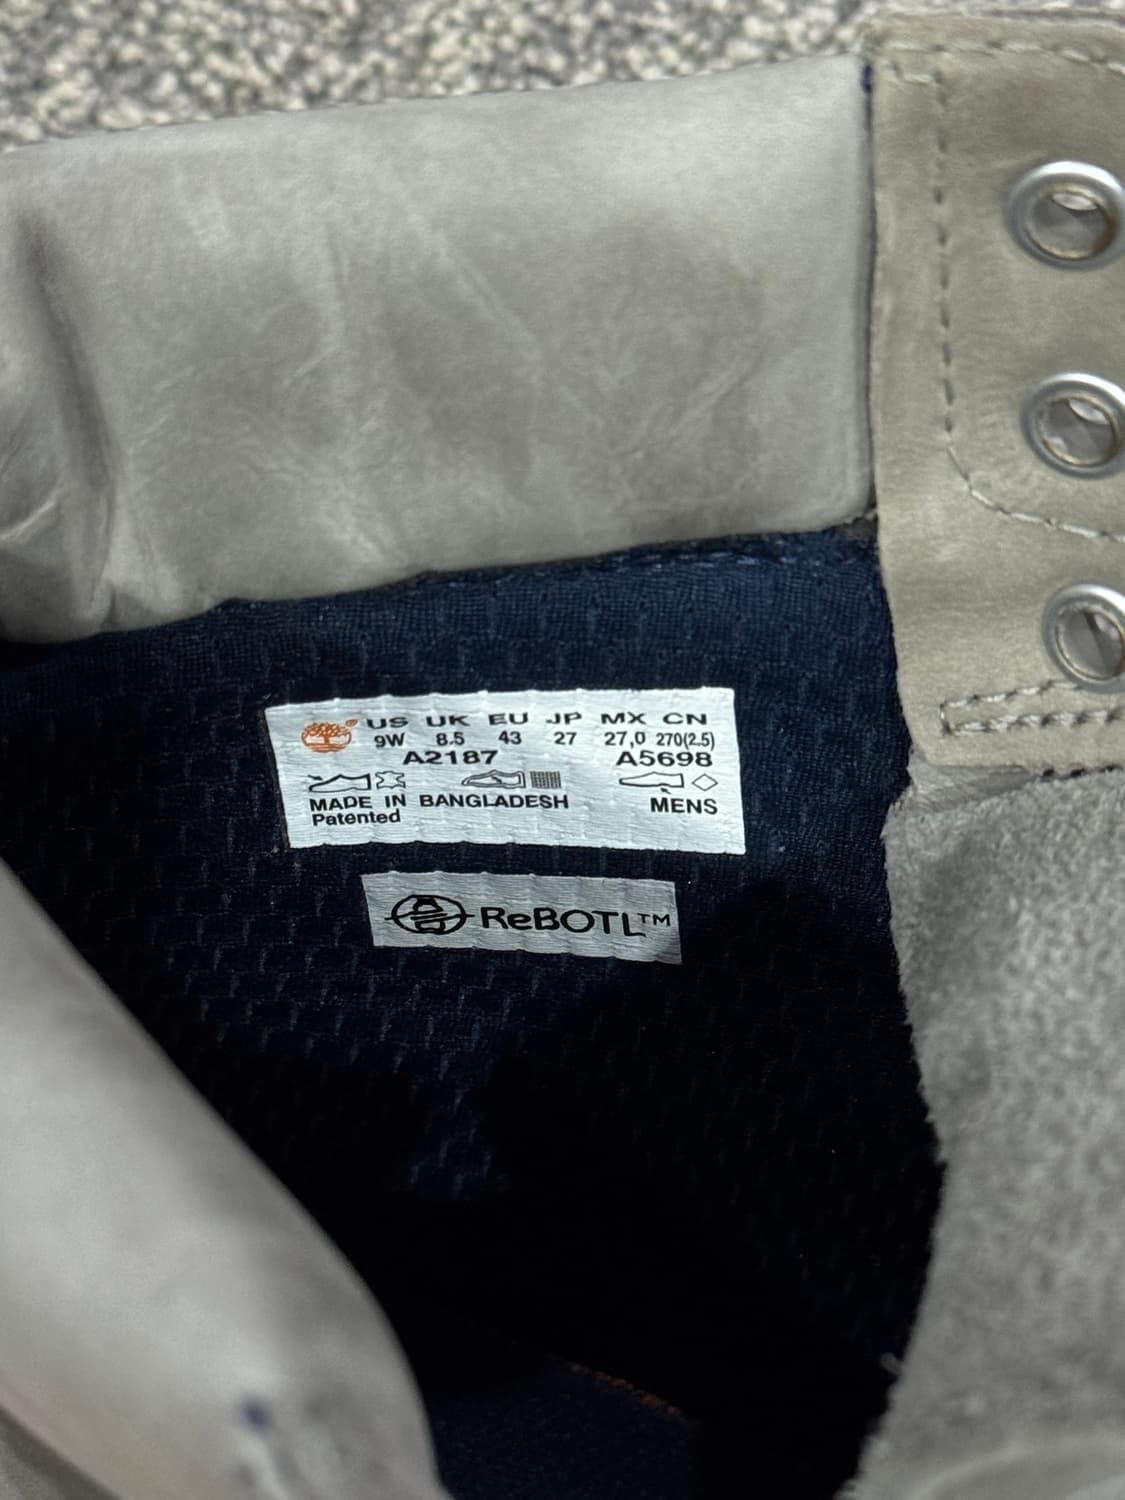 US UK EU JP MX CN
9W 8.5 43 27 27,0 270(2.5)
A2187 A5698
MADE IN BANGLADESH MENS
Patented
ReBOTL™